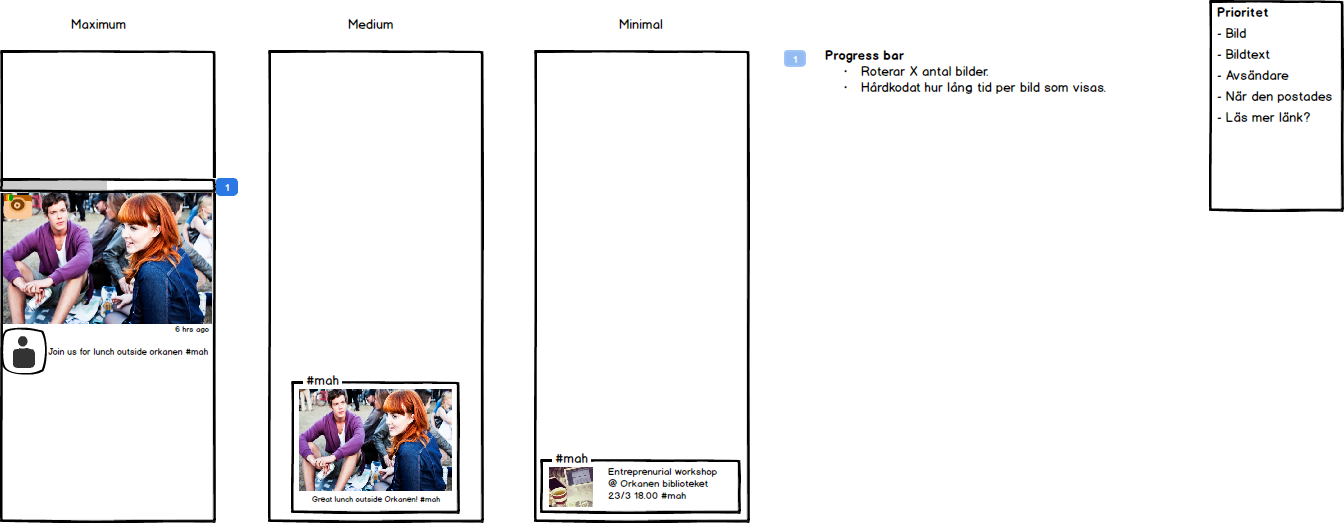 Maximum
Medium
Minimal
1
Progress bar
· Roterar X antal bilder.
· Hårdkodat hur lång tid per bild som visas.
Prioritet
- Bild
- Bildtext
- Avsändare
- När den postades
- Läs mer länk?
1
6 hrs ago
Join us for lunch outside orkanen #mah
#mah
Great lunch outside Orkanen! #mah
#mah
Entreprenurial workshop
@ Orkanen biblioteket
23/3 18.00 #mah